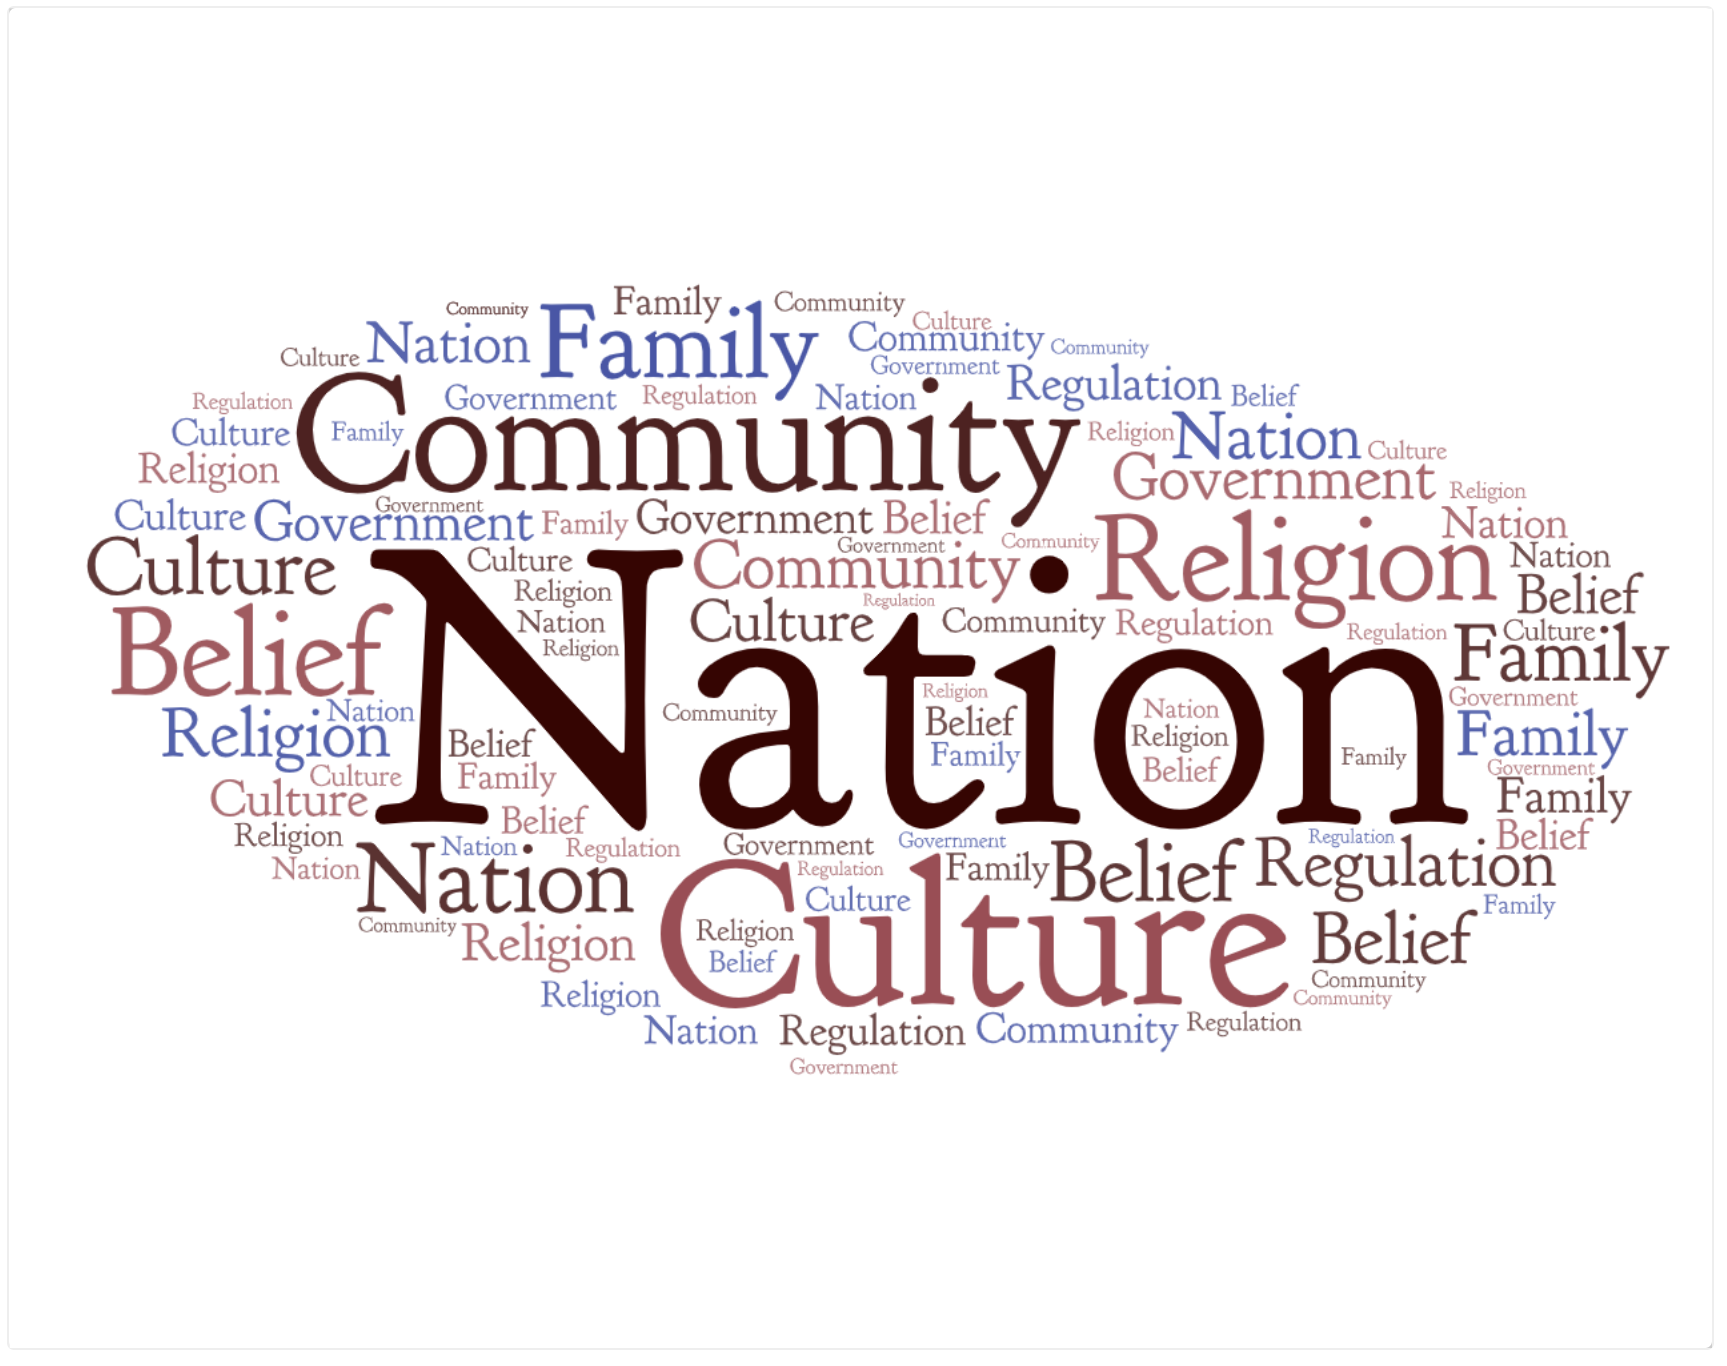 Family
Community
Community
Family
Culture
Nation
Community
Culture
Community
Government
Regulation
Belief
Regulation
Government
Regulation
Nation
Community
Culture
Family
Religion
Nation
Culture
Religion
Government
Religion
Culture
Government
Government
Family
Government
Belief
Religion
Nation
Culture
Nation
Culture
Community
Government
Community
Nation
Religion
Belief
Belief
Nation
Religion
Culture
Regulation
Community
Regulation
Regulation
Culture
Family
Religion
Nation
Community
Religion
Belief
Family
Nation
Religion
Belief
Family
Government
Family
Government
Family
Belief
Belief
Family
Culture
Culture
Religion
Nation
Belief
Nation
Regulation
Government
Government
Regulation
Regulation
Nation
Culture
Regulation
Culture
Family
Belief
Family
Community
Religion
Religion
Belief
Belief
Community
Community
Religion
Nation
Regulation
Community
Regulation
Government